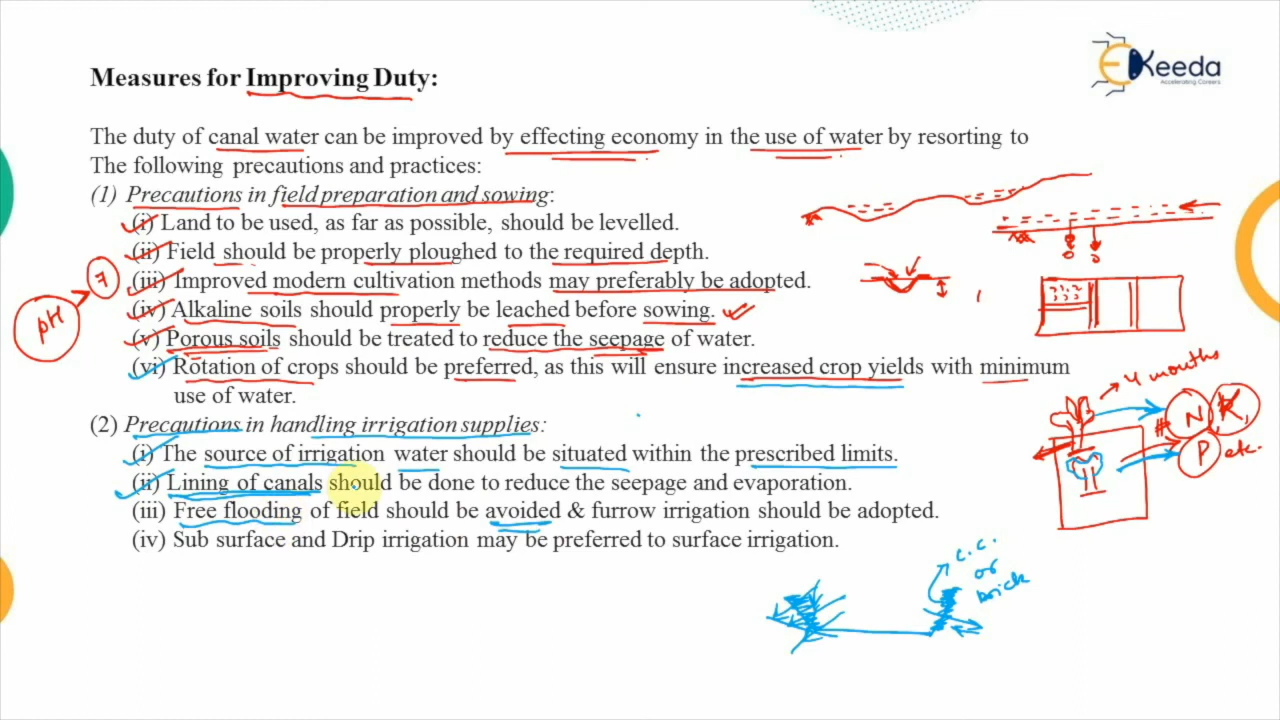 Measures for Improving Duty:
EKeeda
Accelerating Careers
The duty of canal water can be improved by effecting economy in the use of water by resorting to
The following precautions and practices:
(1) Precautions in field preparation and sowing:
(i) Land to be used, as far as possible, should be levelled.
(ii) Field should be properly ploughed to the required depth.
(iii) Improved modern cultivation methods may preferably be adopted.
(iv) Alkaline soils should properly be leached before sowing.
(v) Porous soils should be treated to reduce the seepage of water.
(vi) Rotation of crops should be preferred, as this will ensure increased crop yields with minimum
use of water.
(2) Precautions in handling irrigation supplies:
(i) The source of irrigation water should be situated within the prescribed limits.
(ii) Lining of canals should be done to reduce the seepage and evaporation.
(iii) Free flooding of field should be avoided & furrow irrigation should be adopted.
(iv) Sub surface and Drip irrigation may be preferred to surface irrigation.
pH
7
4 months
N K,
P etc.
C.C.
or
brick